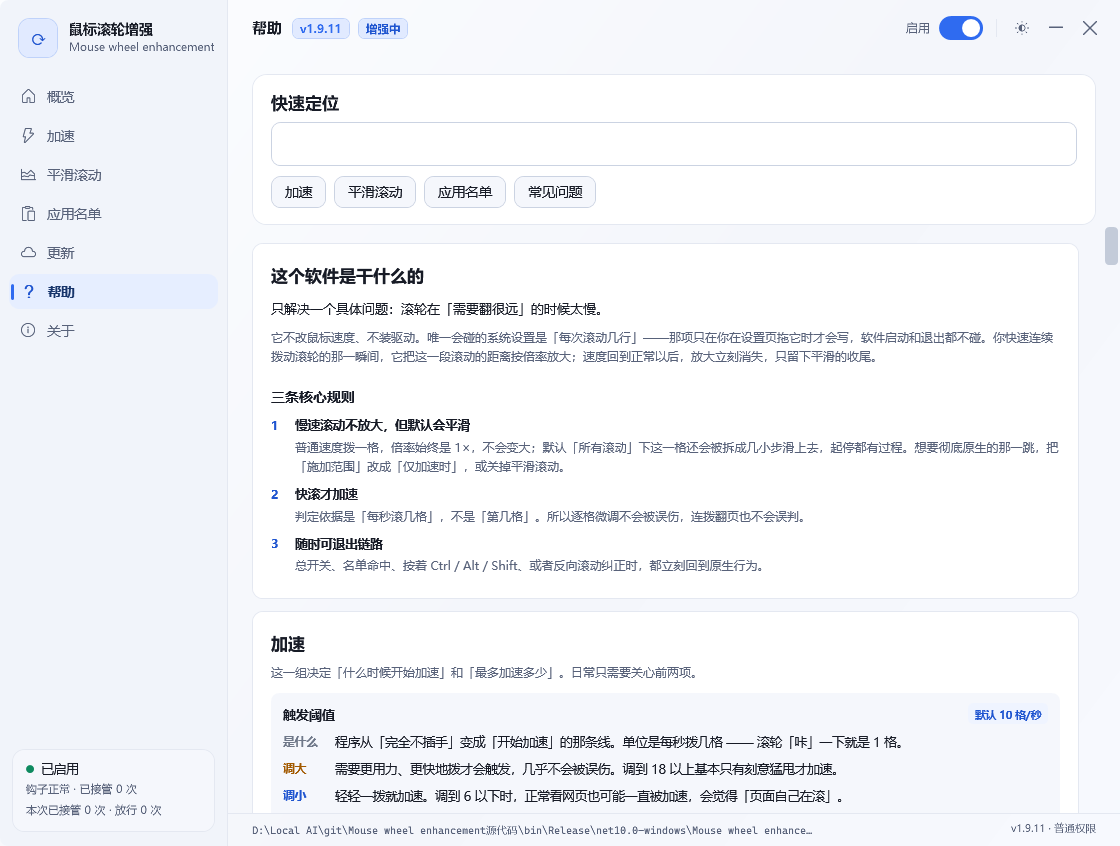 鼠标滚轮增强
Mouse wheel enhancement
概览
加速
平滑滚动
应用名单
更新
帮助
关于
已启用
钩子正常 · 已接管 0 次
本次已接管 0 次 · 放行 0 次
帮助 v1.9.11 增强中
启用
快速定位
加速 平滑滚动 应用名单 常见问题
这个软件是干什么的
只解决一个具体问题：滚轮在「需要翻很远」的时候太慢。
它不改鼠标速度、不装驱动。唯一会碰的系统设置是「每次滚动几行」——那项只在你在设置页拖它时才会写，软件启动和退出都不碰。你快速连续
拨动滚轮的那一瞬间，它把这一段滚动的距离按倍率放大；速度回到正常以后，放大立刻消失，只留下平滑的收尾。
三条核心规则
1 慢速滚动不放大，但默认会平滑
普通速度拨一格，倍率始终是 1×，不会变大；默认「所有滚动」下这一格还会被拆成几小步滑上去，起停都有过程。想要彻底原生的那一跳，把
「施加范围」改成「仅加速时」，或关掉平滑滚动。
2 快滚才加速
判定依据是「每秒滚几格」，不是「第几格」。所以逐格微调不会被误伤，连拨翻页也不会误判。
3 随时可退出链路
总开关、名单命中、按着 Ctrl / Alt / Shift、或者反向滚动纠正时，都立刻回到原生行为。
加速
这一组决定「什么时候开始加速」和「最多加速多少」。日常只需要关心前两项。
触发阈值 默认 10 格/秒
是什么 程序从「完全不插手」变成「开始加速」的那条线。单位是每秒拨几格 —— 滚轮「咔」一下就是 1 格。
调大 需要更用力、更快地拨才会触发，几乎不会被误伤。调到 18 以上基本只有刻意猛甩才加速。
调小 轻轻一拨就加速。调到 6 以下时，正常看网页也可能一直被加速，会觉得「页面自己在滚」。
D:\Local AI\git\Mouse wheel enhancement源代码\bin\Release\net10.0-windows\Mouse wheel enhance…
v1.9.11 · 普通权限